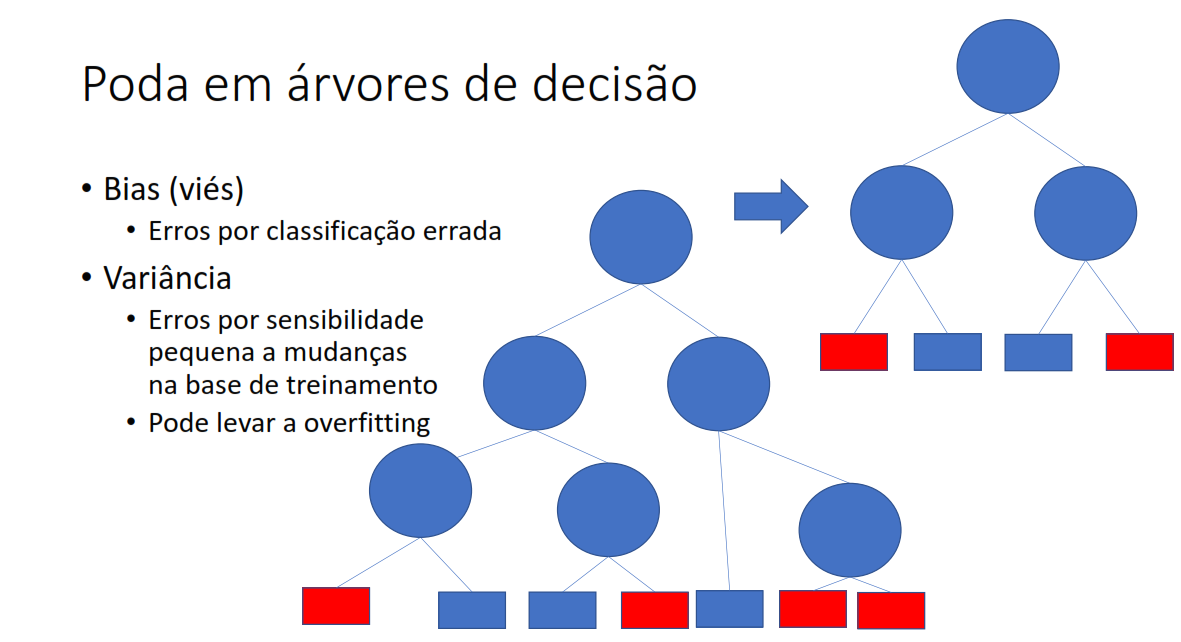 Poda em árvores de decisão
• Bias (viés)
• Erros por classificação errada
• Variância
• Erros por sensibilidade
pequena a mudanças
na base de treinamento
• Pode levar a overfitting